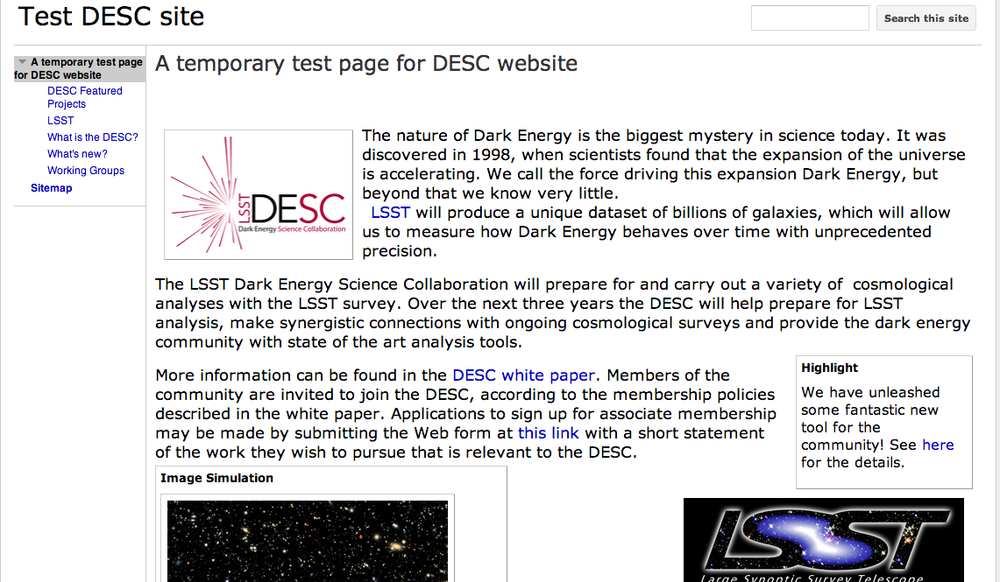 Test DESC site
Search this site
A temporary test page
for DESC website
DESC Featured
Projects
LSST
What is the DESC?
What's new?
Working Groups
Sitemap
A temporary test page for DESC website
LSST
DESC
Dark Energy Science Collaboration
The nature of Dark Energy is the biggest mystery in science today. It was
discovered in 1998, when scientists found that the expansion of the universe
is accelerating. We call the force driving this expansion Dark Energy, but
beyond that we know very little.
LSST will produce a unique dataset of billions of galaxies, which will allow
us to measure how Dark Energy behaves over time with unprecedented
precision.
The LSST Dark Energy Science Collaboration will prepare for and carry out a variety of cosmological
analyses with the LSST survey. Over the next three years the DESC will help prepare for LSST
analysis, make synergistic connections with ongoing cosmological surveys and provide the dark energy
community with state of the art analysis tools.
More information can be found in the DESC white paper. Members of the
community are invited to join the DESC, according to the membership policies
described in the white paper. Applications to sign up for associate membership
may be made by submitting the Web form at this link with a short statement
of the work they wish to pursue that is relevant to the DESC.
Highlight
We have unleashed
some fantastic new
tool for the
community! See here
for the details.
Image Simulation
LSST
Large Synoptic Survey Telescope